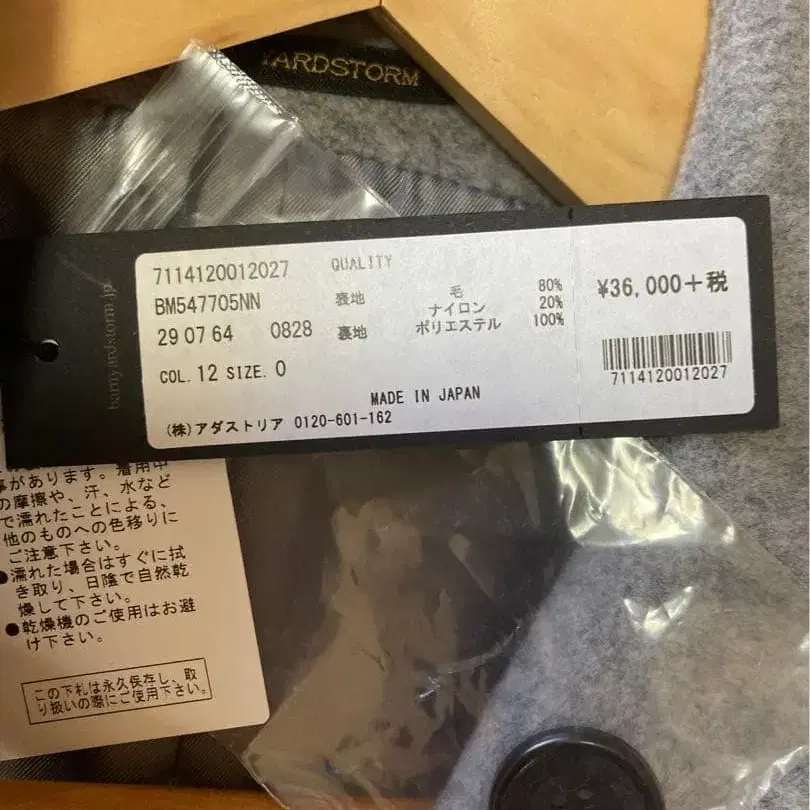 YARDSTORM
barnyardstorm.jp
7114120012027 QUALITY
BM547705NN 表地 毛 80%
ナイロン 20%
29 07 64 0828 裏地 ポリエステル 100%
COL. 12 SIZE. 0
MADE IN JAPAN
(株)アダストリア 0120-601-162
¥36,000+税
7114120012027
事があります。着用中
の摩擦や、汗、水など
で濡れたことによる、
他のものへの色移りに
ご注意下さい。
●濡れた場合はすぐに拭
き取り、日陰で自然乾
燥して下さい。
●乾燥機のご使用はお避
け下さい。
この下札は永久保存し、取
り扱いの際にご使用下さい。